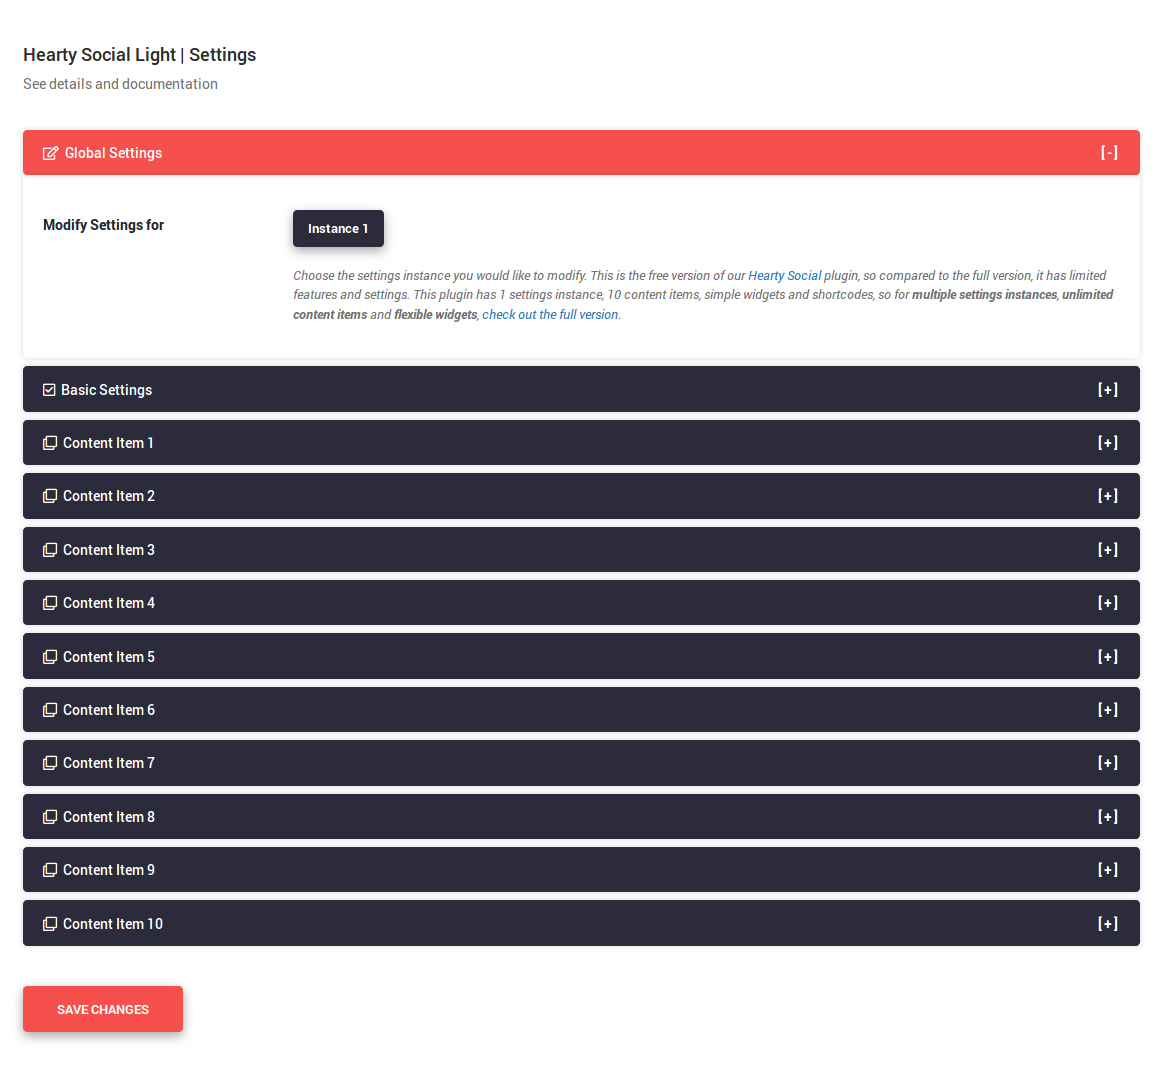 Hearty Social Light | Settings
See details and documentation
Global Settings [-]
Modify Settings for
Instance 1
Choose the settings instance you would like to modify. This is the free version of our Hearty Social plugin, so compared to the full version, it has limited
features and settings. This plugin has 1 settings instance, 10 content items, simple widgets and shortcodes, so for multiple settings instances, unlimited
content items and flexible widgets, check out the full version.
Basic Settings [+]
Content Item 1 [+]
Content Item 2 [+]
Content Item 3 [+]
Content Item 4 [+]
Content Item 5 [+]
Content Item 6 [+]
Content Item 7 [+]
Content Item 8 [+]
Content Item 9 [+]
Content Item 10 [+]
SAVE CHANGES